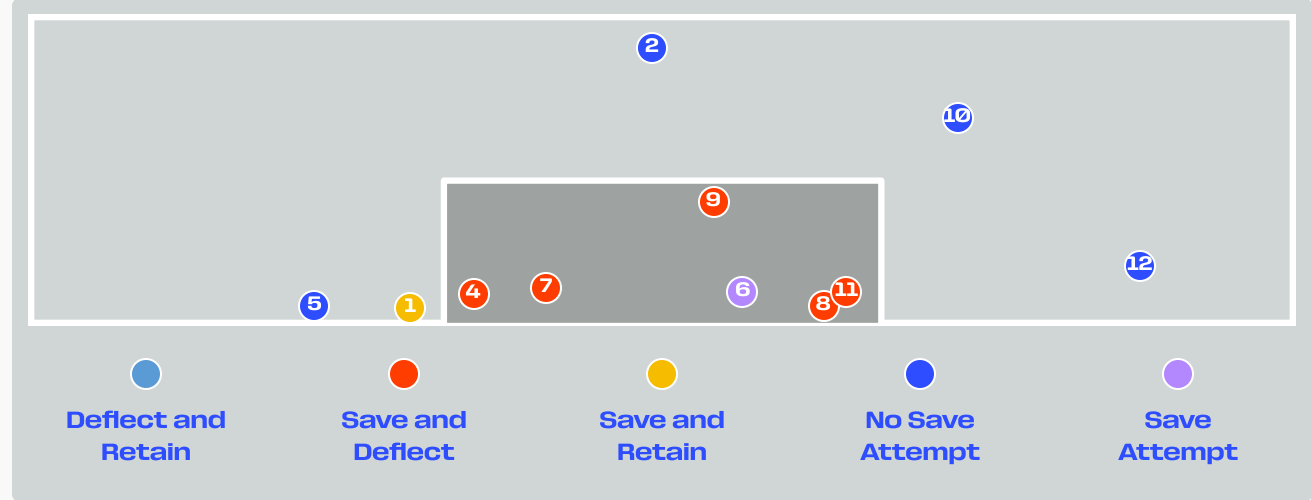 2
10
9
12
7
6
11
4
8
5
1
Deflect and
Retain
Save and
Deflect
Save and
Retain
No Save
Attempt
Save
Attempt